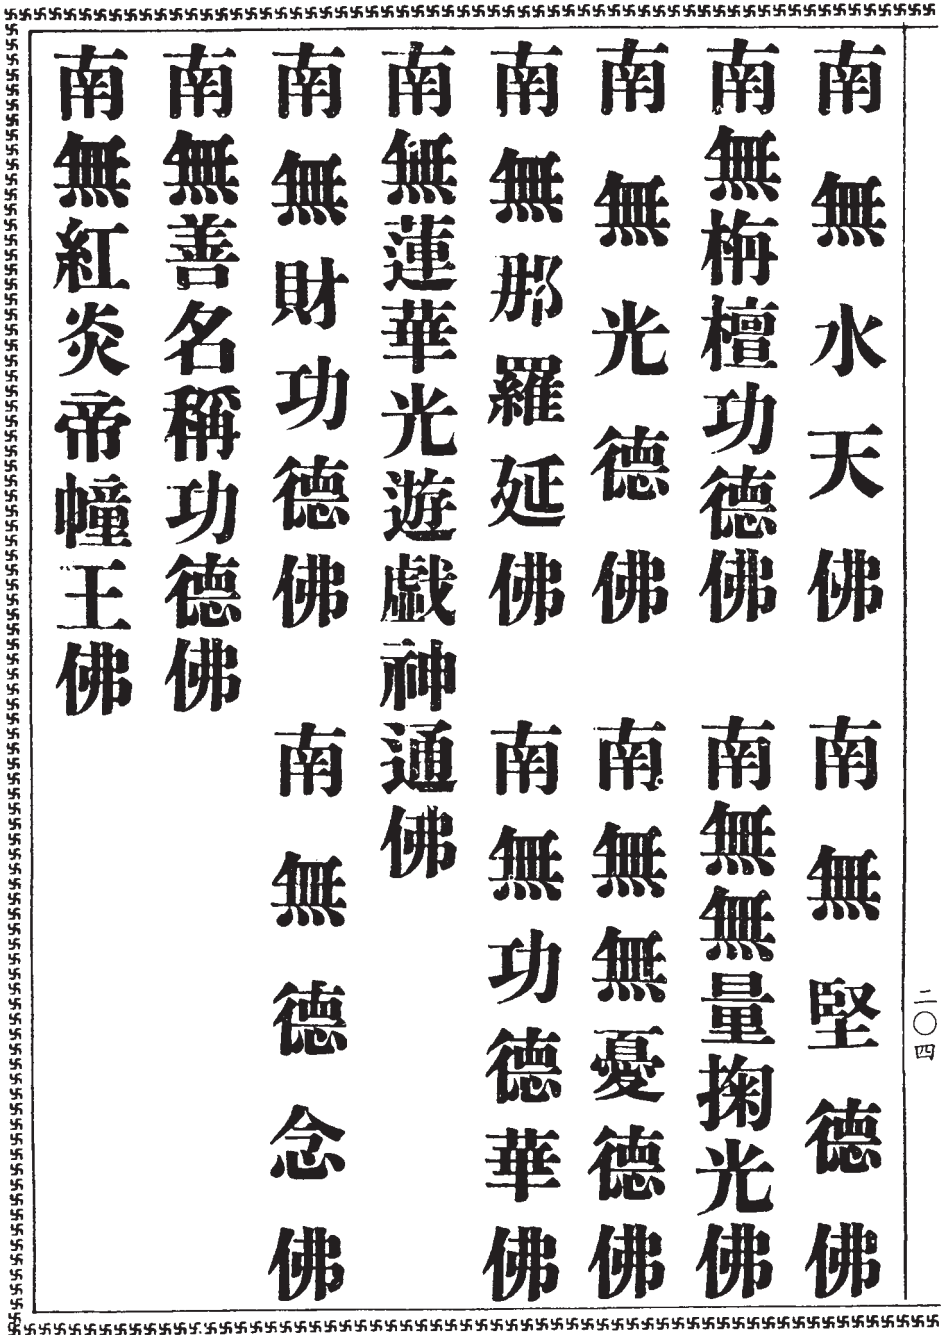 二〇四
南無水天佛　南無堅德佛
南無栴檀功德佛　南無無量掬光佛
南無光德佛　南無無憂德佛
南無那羅延佛　南無功德華佛
南無蓮華光遊戱神通佛
南無財功德佛　南無德念佛
南無善名稱功德佛
南無紅炎帝幢王佛